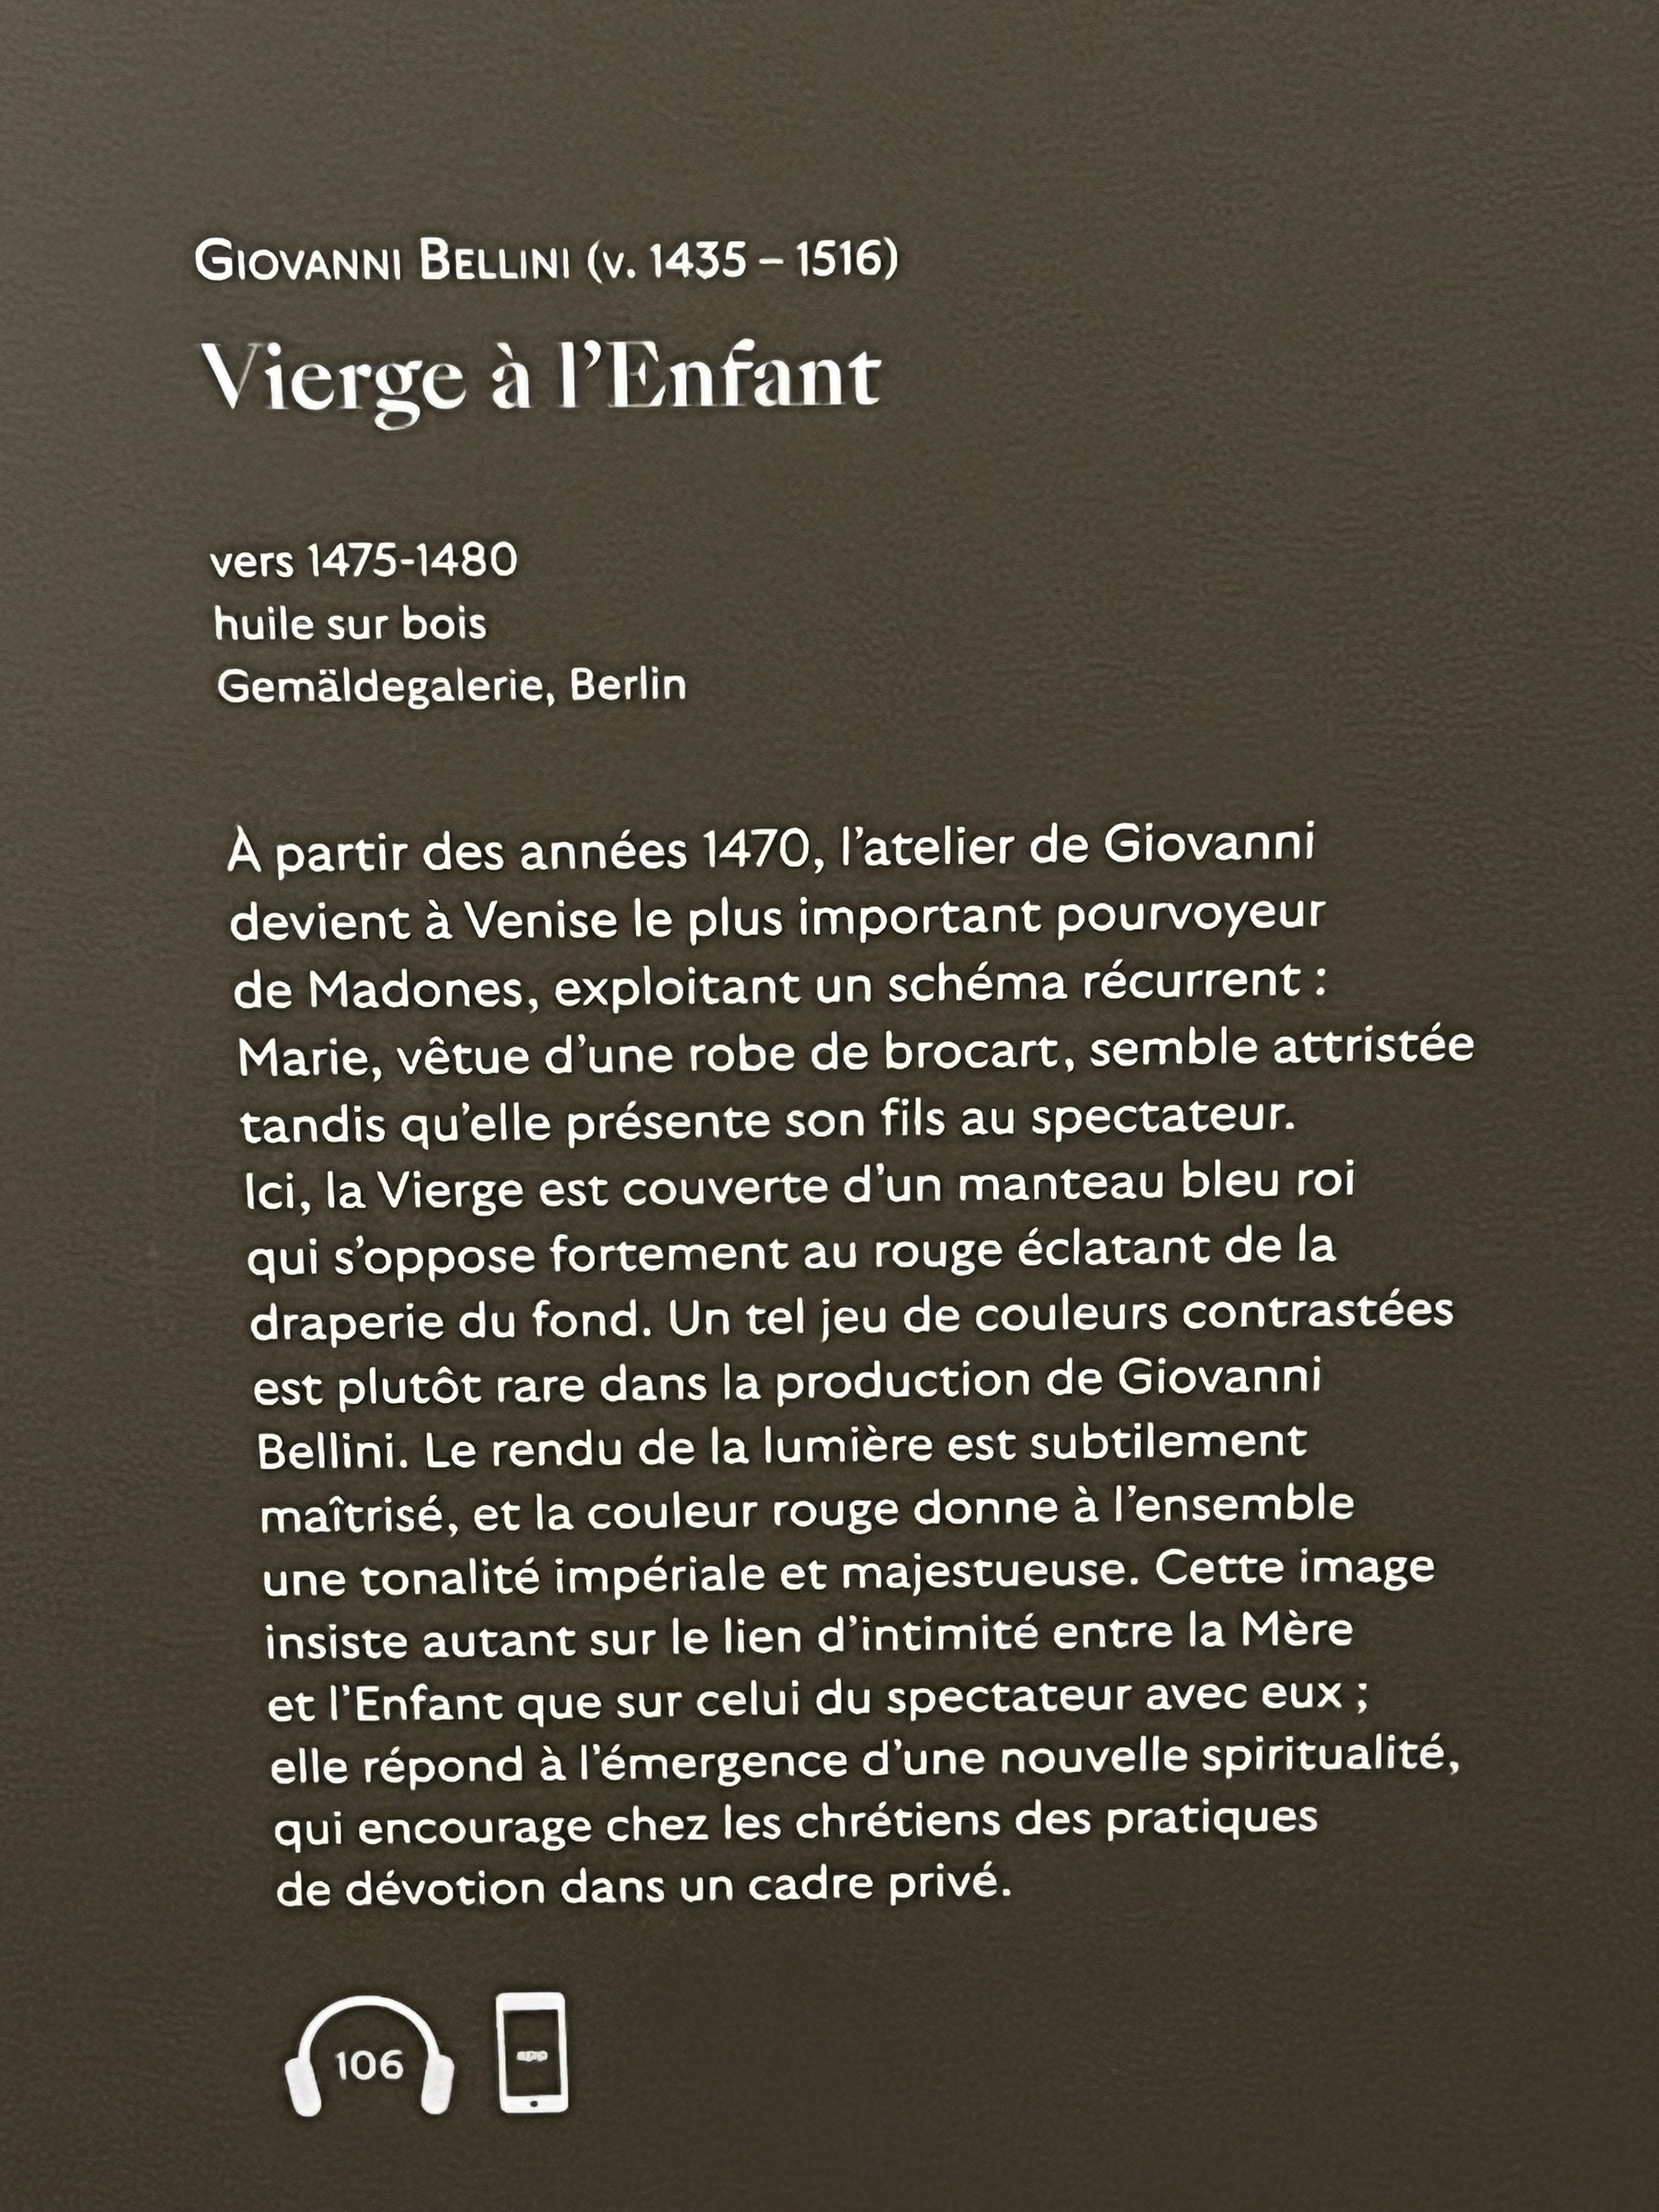 GIOVANNI BELLINI (v. 1435 – 1516)
Vierge à l’Enfant
vers 1475-1480
huile sur bois
Gemäldegalerie, Berlin
À partir des années 1470, l’atelier de Giovanni
devient à Venise le plus important pourvoyeur
de Madones, exploitant un schéma récurrent :
Marie, vêtue d’une robe de brocart, semble attristée
tandis qu’elle présente son fils au spectateur.
Ici, la Vierge est couverte d’un manteau bleu roi
qui s’oppose fortement au rouge éclatant de la
draperie du fond. Un tel jeu de couleurs contrastées
est plutôt rare dans la production de Giovanni
Bellini. Le rendu de la lumière est subtilement
maîtrisé, et la couleur rouge donne à l’ensemble
une tonalité impériale et majestueuse. Cette image
insiste autant sur le lien d’intimité entre la Mère
et l’Enfant que sur celui du spectateur avec eux ;
elle répond à l’émergence d’une nouvelle spiritualité,
qui encourage chez les chrétiens des pratiques
de dévotion dans un cadre privé.
106
app